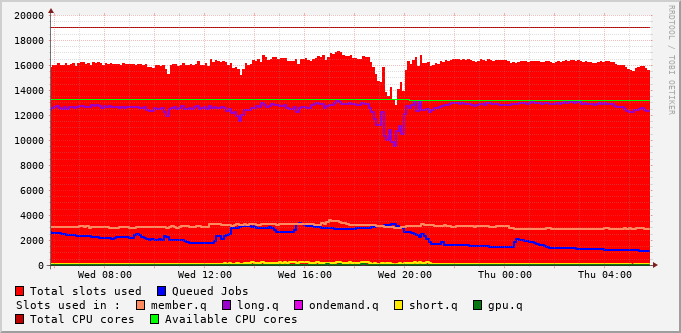 RRDTOOL / TOBI OETIKER
20000
18000
16000
14000
12000
10000
8000
6000
4000
2000
0
Wed 08:00 Wed 12:00 Wed 16:00 Wed 20:00 Thu 00:00 Thu 04:00
Total slots used Queued Jobs
Slots used in : member.q long.q ondemand.q short.q gpu.q
Total CPU cores Available CPU cores